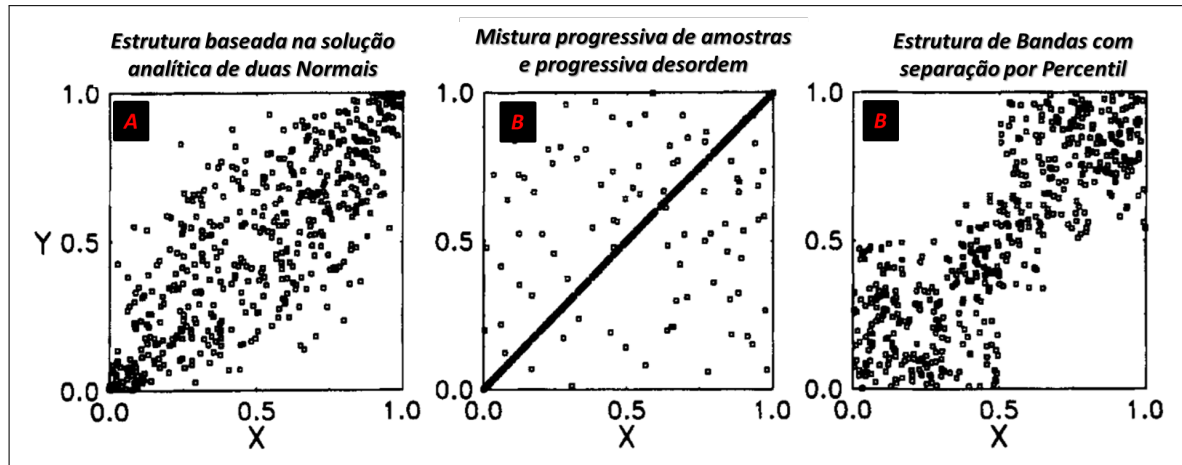 Estrutura baseada na solução
analítica de duas Normais
A
1.0
Y 0.5
0.0
0.0 0.5 1.0
X
Mistura progressiva de amostras
e progressiva desordem
B
1.0
0.5
0.0
0.0 0.5 1.0
X
Estrutura de Bandas com
separação por Percentil
B
1.0
0.5
0.0
0.0 0.5 1.0
X